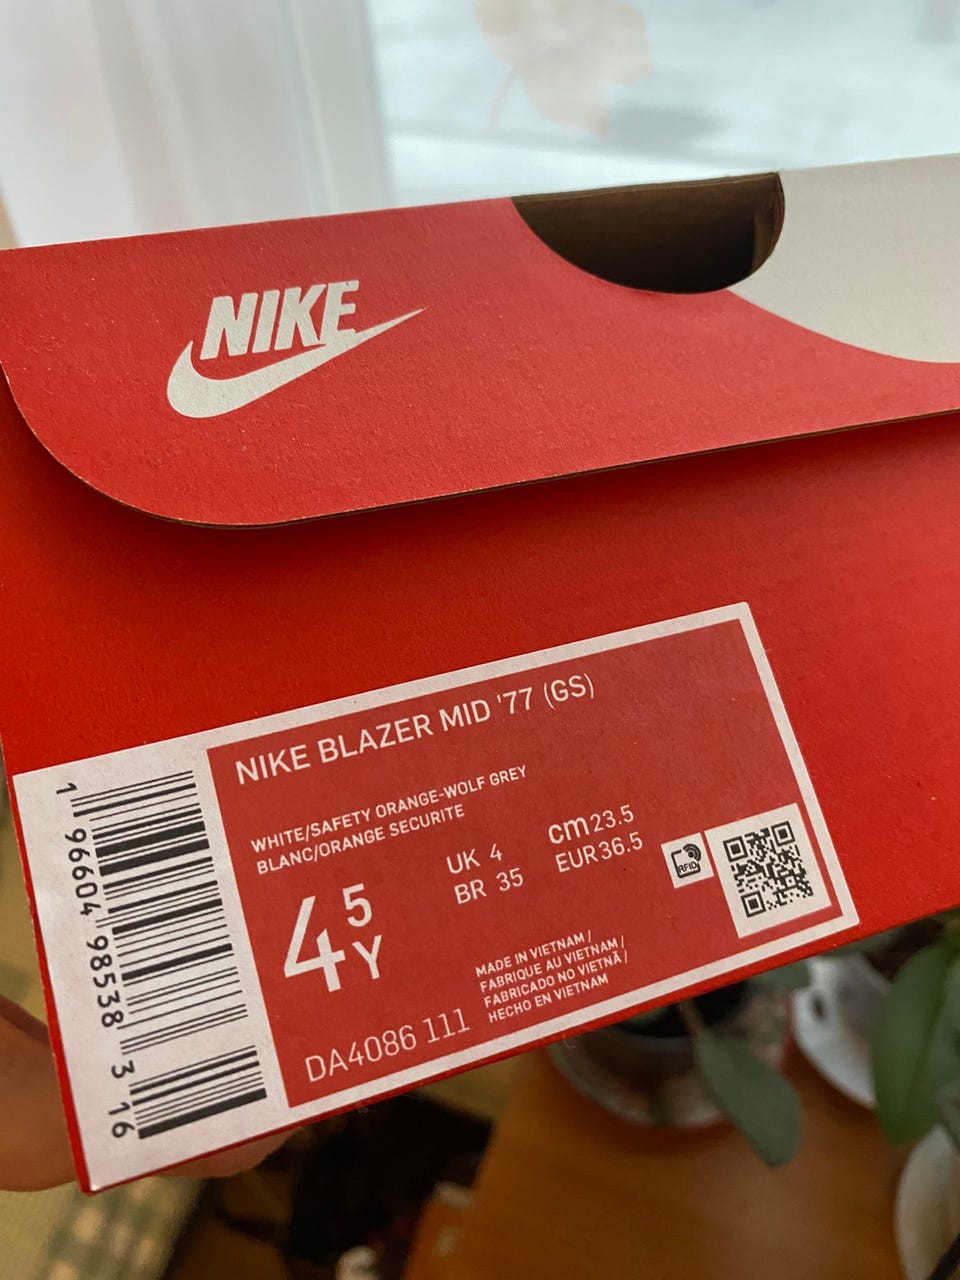 NIKE
NIKE BLAZER MID '77 (GS)
WHITE/SAFETY ORANGE-WOLF GREY
BLANC/ORANGE SECURITE
4 5 Y
UK 4
BR 35
cm 23.5
EUR 36.5
RFID
MADE IN VIETNAM /
FABRIQUE AU VIETNAM /
FABRICADO NO VIETNÃ /
HECHO EN VIETNAM
DA4086 111
1 96604 98538 3 16